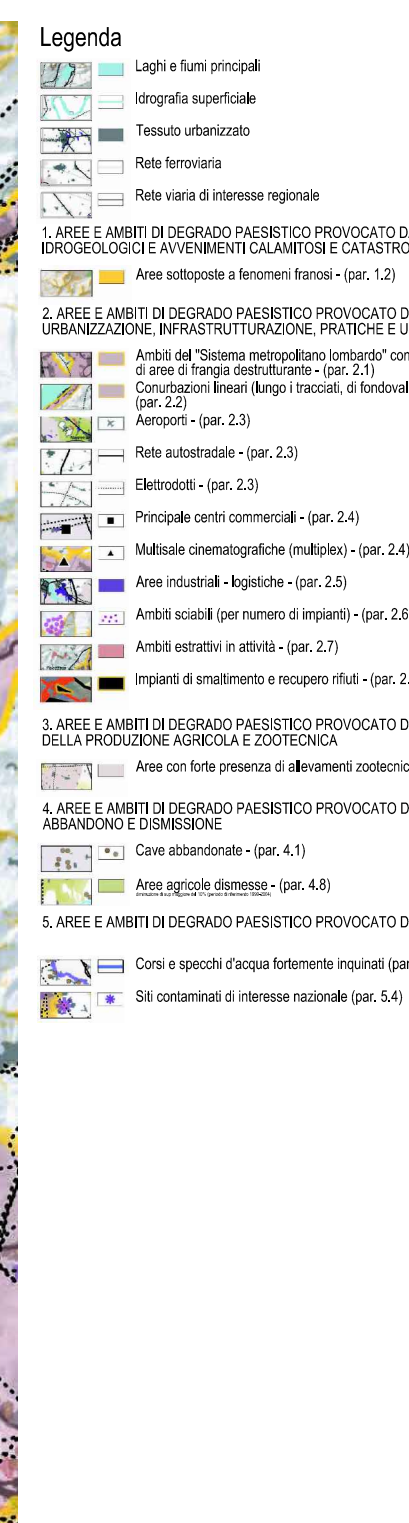 Legenda
Laghi e fiumi principali
Idrografia superficiale
Tessuto urbanizzato
Rete ferroviaria
Rete viaria di interesse regionale
1. AREE E AMBITI DI DEGRADO PAESISTICO PROVOCATO DA
IDROGEOLOGICI E AVVENIMENTI CALAMITOSI E CATASTRO
Aree sottoposte a fenomeni franosi - (par. 1.2)
2. AREE E AMBITI DI DEGRADO PAESISTICO PROVOCATO D
URBANIZZAZIONE, INFRASTRUTTURAZIONE, PRATICHE E U
Ambiti del "Sistema metropolitano lombardo" con
di aree di frangia destrutturante - (par. 2.1)
Conurbazioni lineari (lungo i tracciati, di fondoval
(par. 2.2)
Aeroporti - (par. 2.3)
Rete autostradale - (par. 2.3)
Elettrodotti - (par. 2.3)
Principale centri commerciali - (par. 2.4)
Multisale cinematografiche (multiplex) - (par. 2.4)
Aree industriali - logistiche - (par. 2.5)
Ambiti sciabili (per numero di impianti) - (par. 2.6
Ambiti estrattivi in attività - (par. 2.7)
Impianti di smaltimento e recupero rifiuti - (par. 2.
3. AREE E AMBITI DI DEGRADO PAESISTICO PROVOCATO D
DELLA PRODUZIONE AGRICOLA E ZOOTECNICA
Aree con forte presenza di allevamenti zootecnic
4. AREE E AMBITI DI DEGRADO PAESISTICO PROVOCATO D
ABBANDONO E DISMISSIONE
Cave abbandonate - (par. 4.1)
Aree agricole dismesse - (par. 4.8)
5. AREE E AMBITI DI DEGRADO PAESISTICO PROVOCATO D
Corsi e specchi d'acqua fortemente inquinati (par
Siti contaminati di interesse nazionale (par. 5.4)